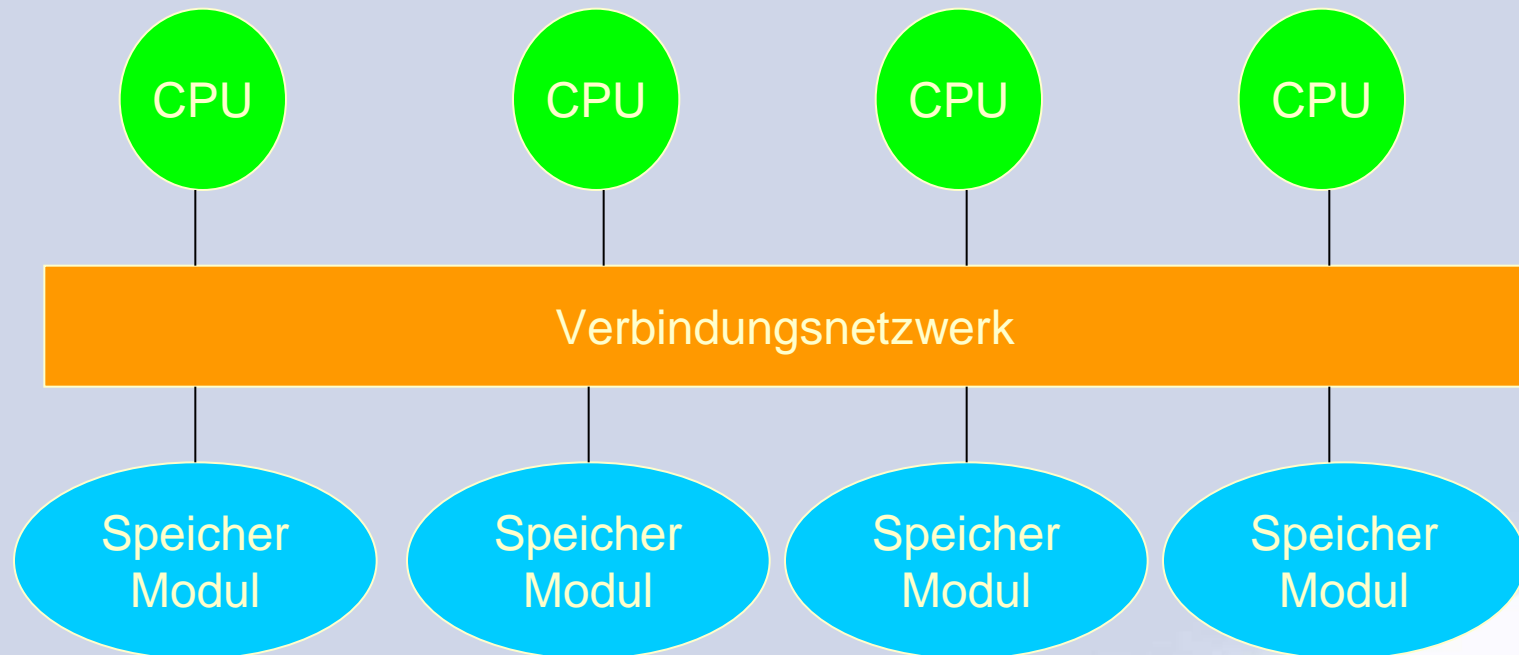 CPU CPU CPU CPU
Verbindungsnetzwerk
Speicher Speicher Speicher Speicher
Modul Modul Modul Modul